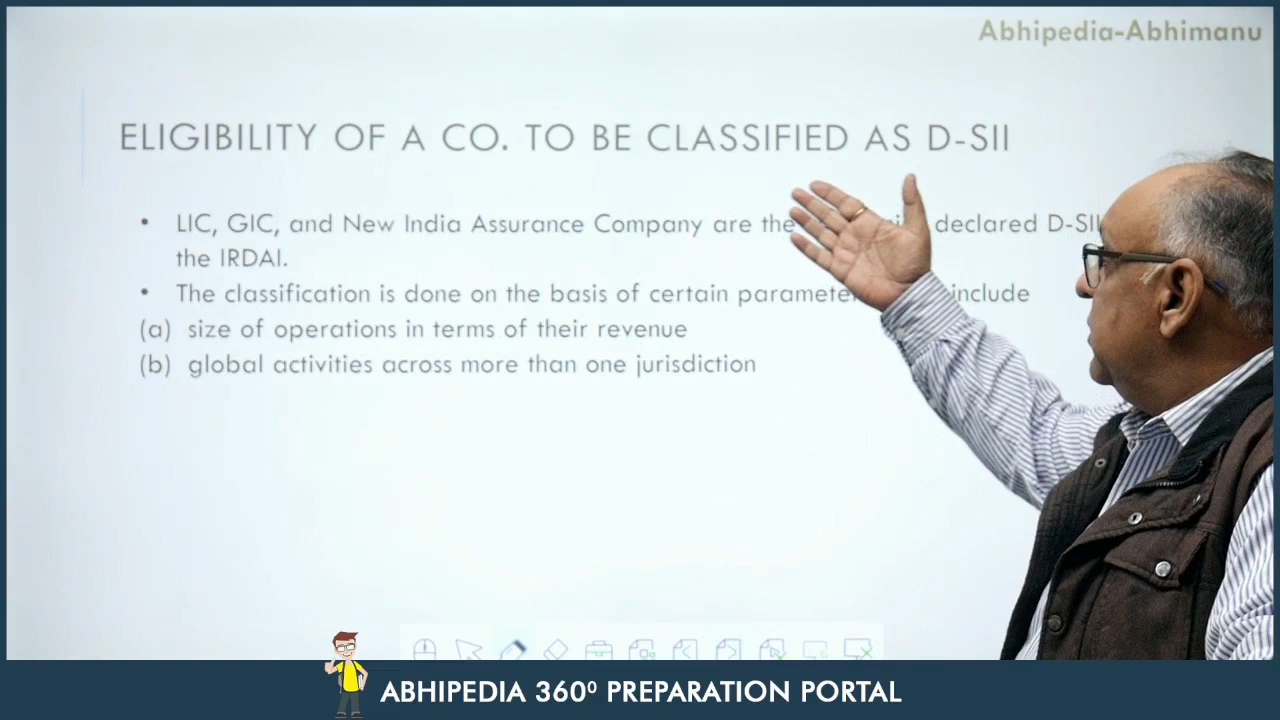 Abhipedia-Abhimanu
ELIGIBILITY OF A CO. TO BE CLASSIFIED AS D-SII
• LIC, GIC, and New India Assurance Company are the declared D-SII
the IRDAI.
• The classification is done on the basis of certain include
(a) size of operations in terms of their revenue
(b) global activities across more than one jurisdiction
ABHIPEDIA 360⁰ PREPARATION PORTAL